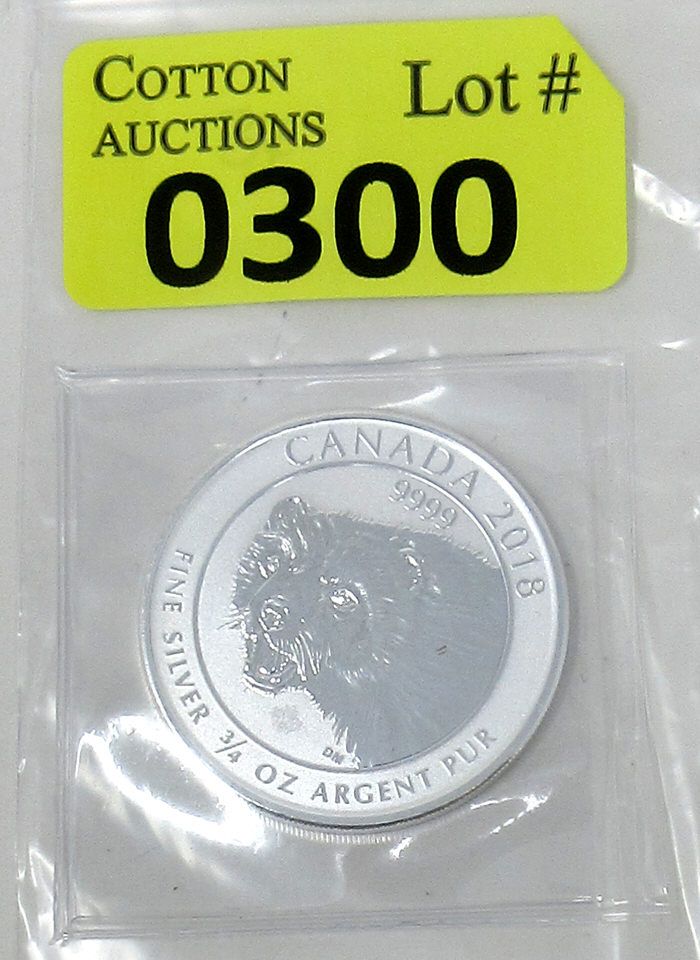 COTTON
AUCTIONS
Lot #
0300
CANADA 2018
9999
FINE SILVER 3/4 OZ ARGENT PUR
DM